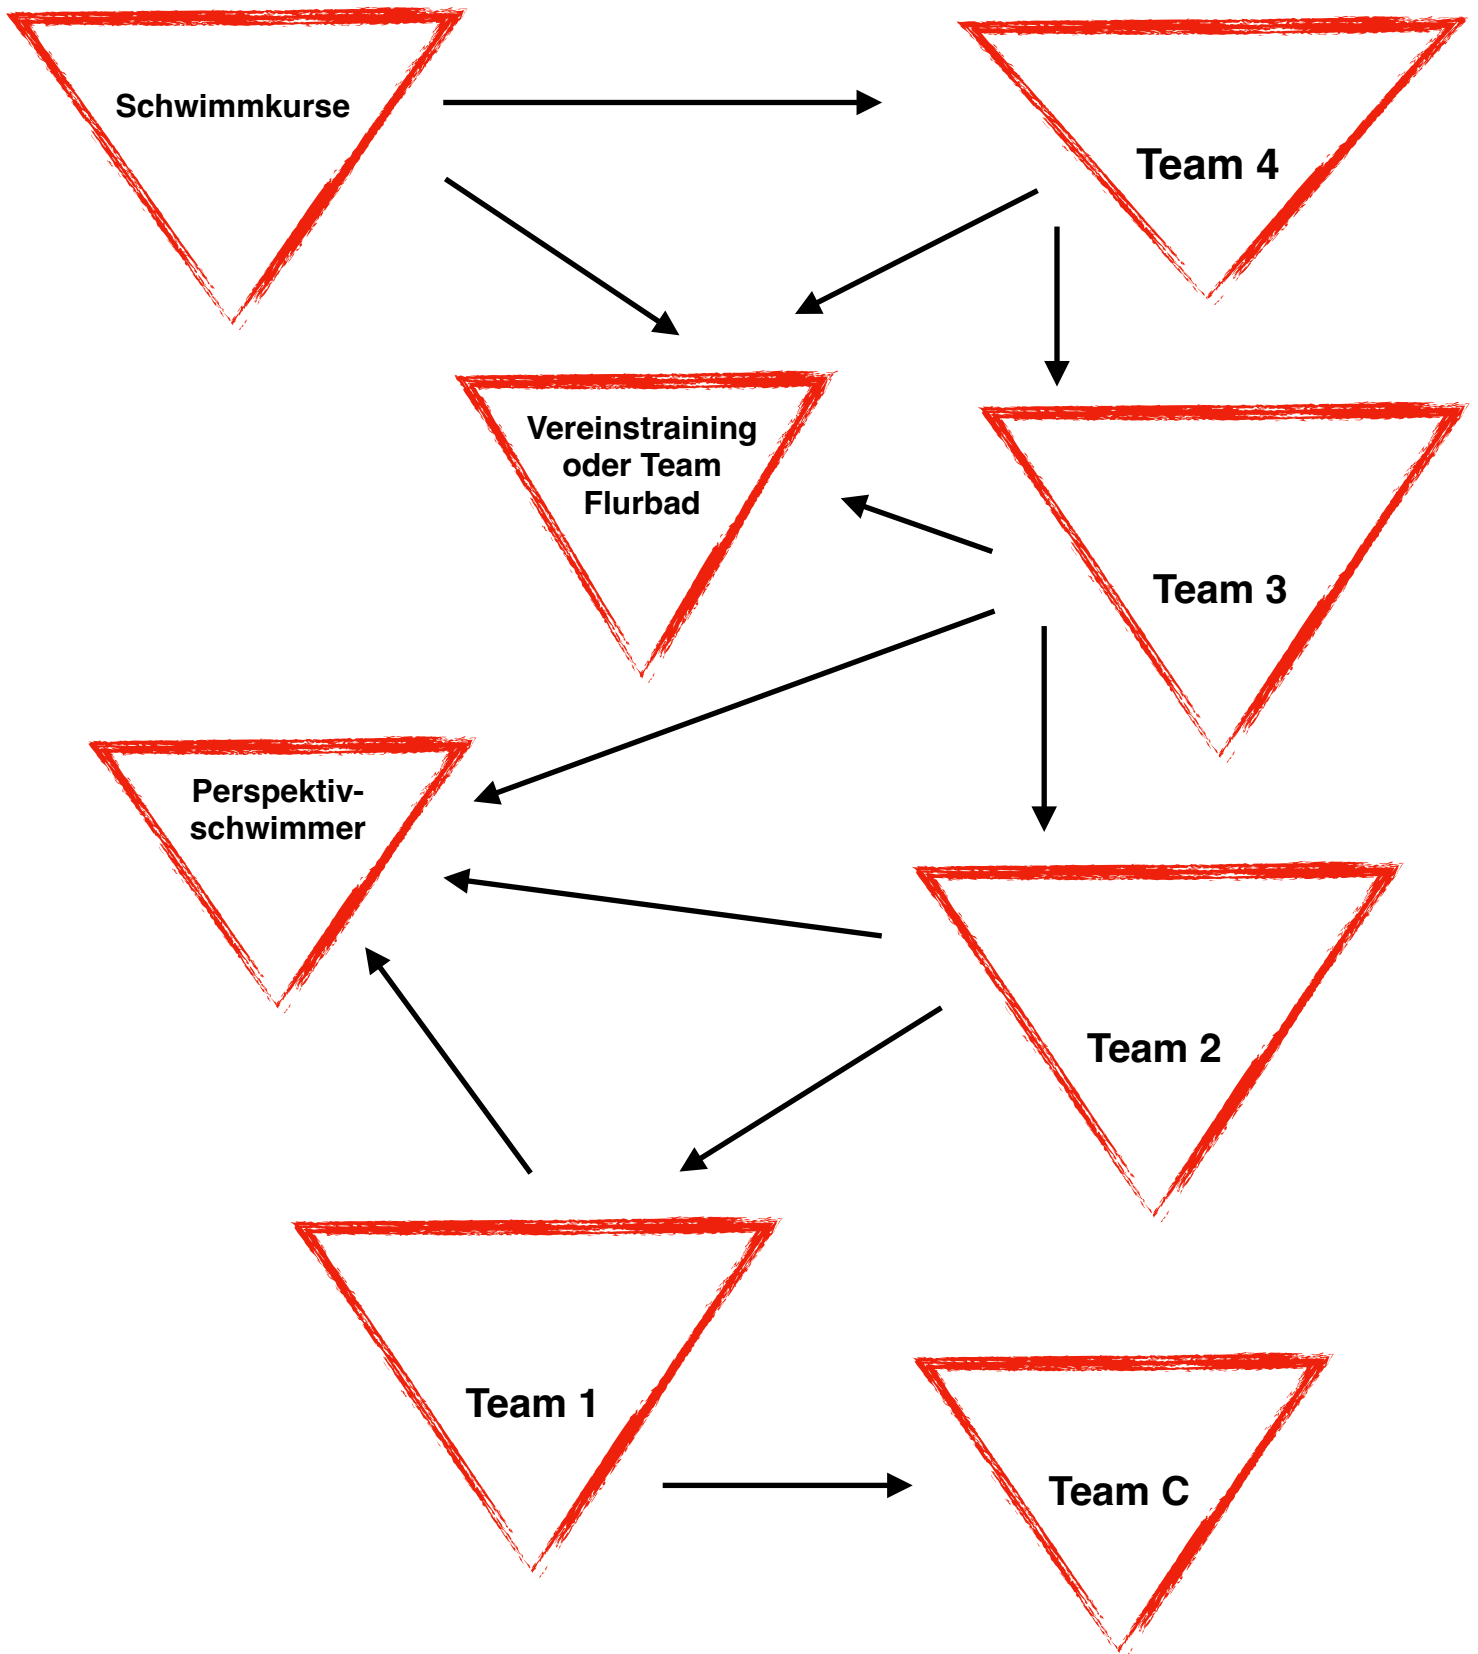 Schwimmkurse
Team 4
Vereinstraining
oder Team
Flurbad
Team 3
Perspektiv-
schwimmer
Team 2
Team 1
Team C